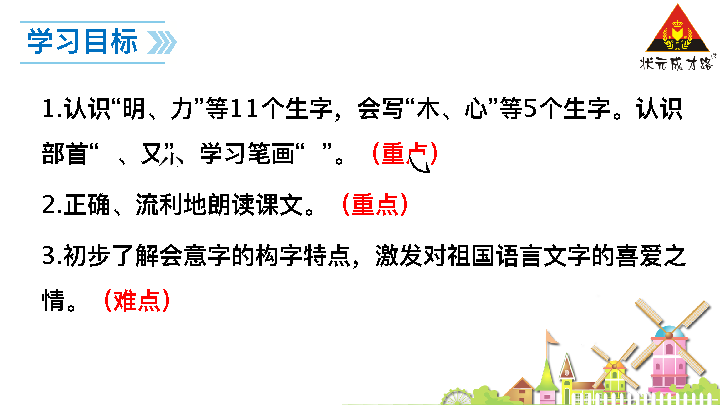 学习目标
状元成才路
1.认识“明、力”等11个生字，会写“木、心”等5个生字。认识
部首“ 、又”、学习笔画“ ”。（重点）
2.正确、流利地朗读课文。（重点）
3.初步了解会意字的构字特点，激发对祖国语言文字的喜爱之
情。（难点）